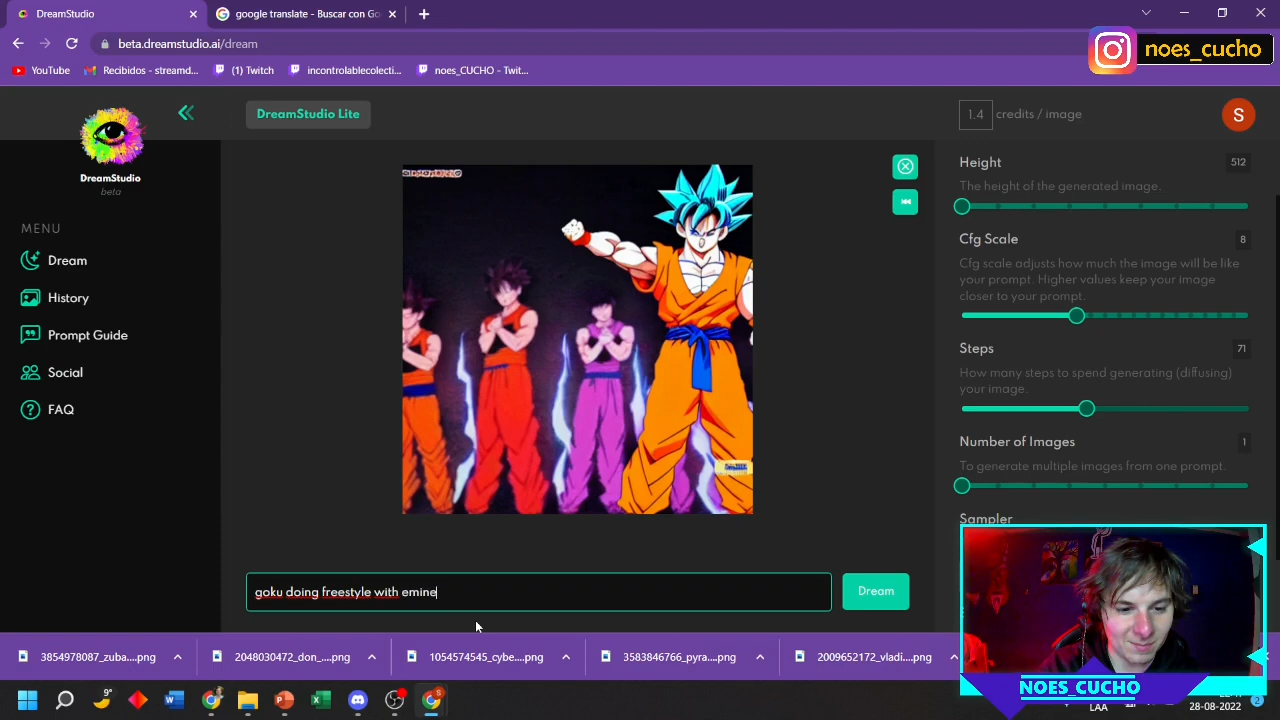 DreamStudio
google translate - Buscar con Go
beta.dreamstudio.ai/dream
noes_cucho
YouTube
Recibidos - streamd...
(1) Twitch
incontrolablecolecti...
noes_CUCHO - Twit...
DreamStudio
beta
DreamStudio Lite
1.4 credits / image
S
MENU
Dream
History
Prompt Guide
Social
FAQ
Height
512
The height of the generated image.
Cfg Scale
8
Cfg scale adjusts how much the image will be like
your prompt. Higher values keep your image
closer to your prompt.
Steps
71
How many steps to spend generating (diffusing)
your image.
Number of Images
1
To generate multiple images from one prompt.
Sampler
goku doing freestyle with emine
Dream
3854978087_zuba....png
2048030472_don_....png
1054574545_cybe....png
3583846766_pyra....png
2009652172_vladi....png
NOES_CUCHO
9°
LAA
28-08-2022
2